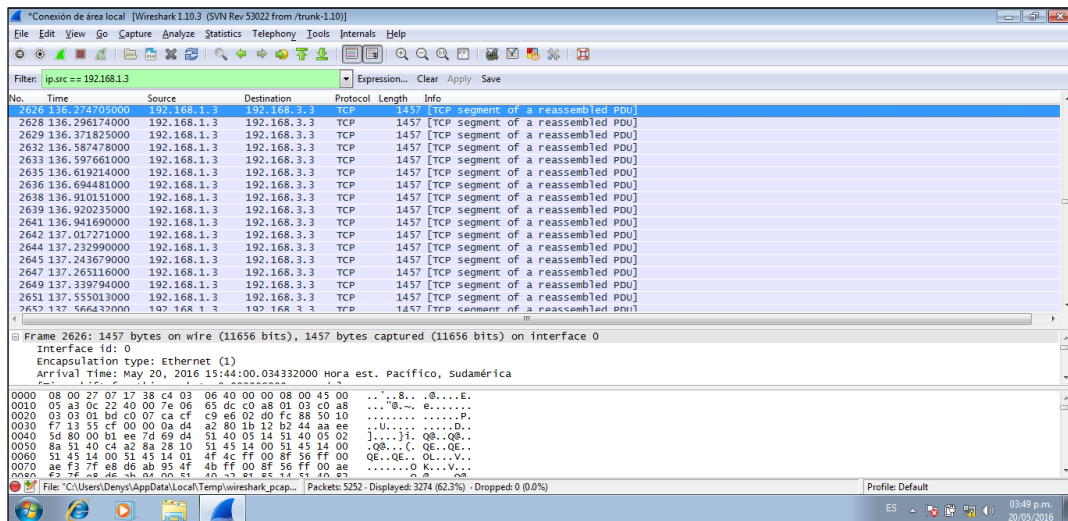 *Conexión de área local [Wireshark 1.10.3 (SVN Rev 53022 from /trunk-1.10)]
File Edit View Go Capture Analyze Statistics Telephony Tools Internals Help
Filter: ip.src == 192.168.1.3 Expression... Clear Apply Save
No. Time Source Destination Protocol Length Info
2626 136.274705000 192.168.1.3 192.168.3.3 TCP 1457 [TCP segment of a reassembled PDU]
2628 136.296174000 192.168.1.3 192.168.3.3 TCP 1457 [TCP segment of a reassembled PDU]
2629 136.371825000 192.168.1.3 192.168.3.3 TCP 1457 [TCP segment of a reassembled PDU]
2632 136.587478000 192.168.1.3 192.168.3.3 TCP 1457 [TCP segment of a reassembled PDU]
2633 136.597661000 192.168.1.3 192.168.3.3 TCP 1457 [TCP segment of a reassembled PDU]
2635 136.619214000 192.168.1.3 192.168.3.3 TCP 1457 [TCP segment of a reassembled PDU]
2636 136.694481000 192.168.1.3 192.168.3.3 TCP 1457 [TCP segment of a reassembled PDU]
2638 136.910151000 192.168.1.3 192.168.3.3 TCP 1457 [TCP segment of a reassembled PDU]
2639 136.920235000 192.168.1.3 192.168.3.3 TCP 1457 [TCP segment of a reassembled PDU]
2641 136.941690000 192.168.1.3 192.168.3.3 TCP 1457 [TCP segment of a reassembled PDU]
2642 137.017271000 192.168.1.3 192.168.3.3 TCP 1457 [TCP segment of a reassembled PDU]
2644 137.232990000 192.168.1.3 192.168.3.3 TCP 1457 [TCP segment of a reassembled PDU]
2645 137.243679000 192.168.1.3 192.168.3.3 TCP 1457 [TCP segment of a reassembled PDU]
2647 137.265116000 192.168.1.3 192.168.3.3 TCP 1457 [TCP segment of a reassembled PDU]
2649 137.339794000 192.168.1.3 192.168.3.3 TCP 1457 [TCP segment of a reassembled PDU]
2651 137.555013000 192.168.1.3 192.168.3.3 TCP 1457 [TCP segment of a reassembled PDU]
2652 137.566432000 192.168.1.3 192.168.3.3 TCP 1457 [TCP segment of a reassembled PDU]
Frame 2626: 1457 bytes on wire (11656 bits), 1457 bytes captured (11656 bits) on interface 0
Interface id: 0
Encapsulation type: Ethernet (1)
Arrival Time: May 20, 2016 15:44:00.034332000 Hora est. Pacífico, Sudamérica
0000 08 00 27 07 17 38 c4 03 06 40 00 00 08 00 45 00 ..'..8.. .@....E.
0010 05 a3 0c 22 40 00 7e 06 65 dc c0 a8 01 03 c0 a8 ..."@.~. e.......
0020 03 03 01 bd c0 07 ca cf c9 e6 02 d0 fc 88 50 10 ........ ......P.
0030 f7 13 55 cf 00 00 0a d4 a2 80 1b 12 b2 44 aa ee ..U..... .....D..
0040 5d 80 00 b1 ee 7d 69 d4 51 40 05 14 51 40 05 02 ]....}i. Q@..Q@..
0050 8a 51 40 c4 a2 8a 28 10 51 45 14 00 51 45 14 00 .Q@...(. QE..QE..
0060 51 45 14 00 51 45 14 01 4f 4c ff 00 8f 56 ff 00 QE..QE.. OL...V..
0070 ae f3 7f e8 d6 ab 95 4f 4b ff 00 8f 56 ff 00 ae .......O K...V...
File: "C:\Users\Denys\AppData\Local\Temp\wireshark_pcap... Packets: 5252 · Displayed: 3274 (62.3%) · Dropped: 0 (0.0%) Profile: Default
ES 03:49 p.m.
20/05/2016